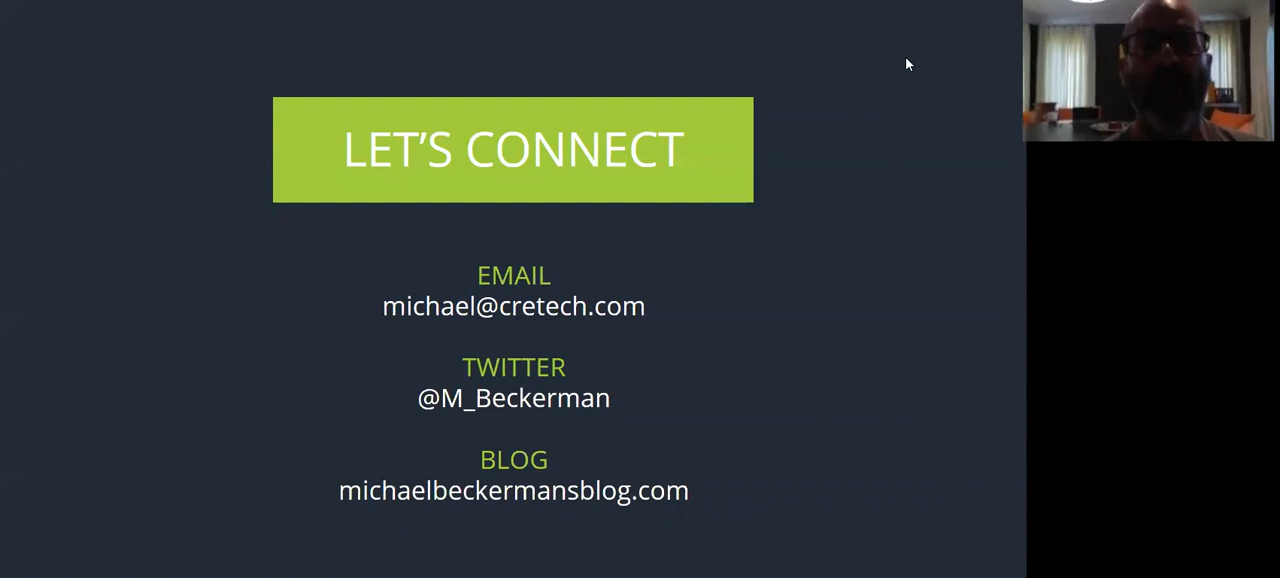 LET’S CONNECT
EMAIL
michael@cretech.com
TWITTER
@M_Beckerman
BLOG
michaelbeckermansblog.com